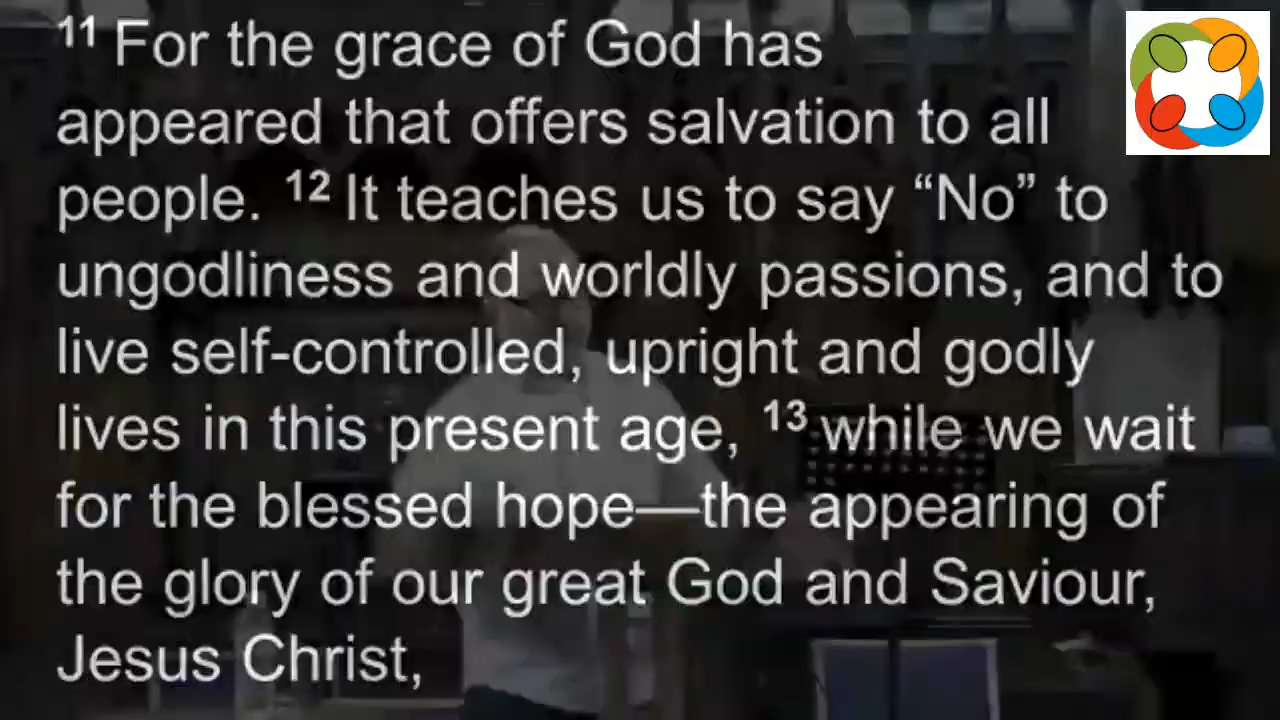 11 For the grace of God has
appeared that offers salvation to all
people. 12 It teaches us to say “No” to
ungodliness and worldly passions, and to
live self-controlled, upright and godly
lives in this present age, 13 while we wait
for the blessed hope—the appearing of
the glory of our great God and Saviour,
Jesus Christ,